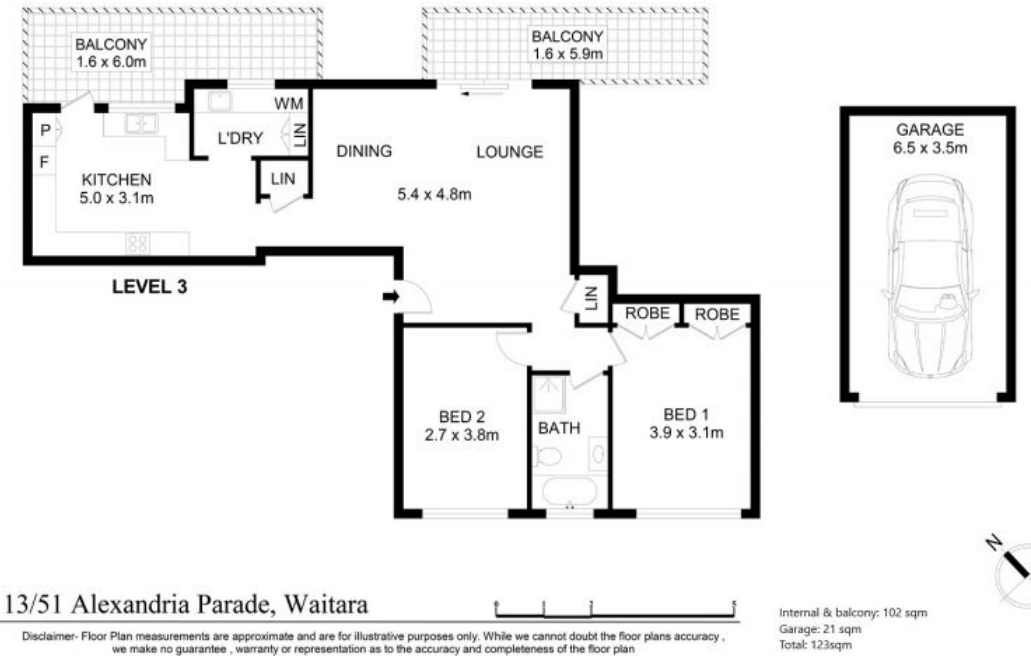 BALCONY
1.6 x 6.0m
BALCONY
1.6 x 5.9m
WM
LIN
L'DRY
P
F
KITCHEN
5.0 x 3.1m
LIN
DINING
LOUNGE
5.4 x 4.8m
GARAGE
6.5 x 3.5m
LEVEL 3
LIN
ROBE
ROBE
BED 2
2.7 x 3.8m
BATH
BED 1
3.9 x 3.1m
N
13/51 Alexandria Parade, Waitara
0 1 2 5
Internal & balcony: 102 sqm
Garage: 21 sqm
Total: 123sqm
Disclaimer- Floor Plan measurements are approximate and are for illustrative purposes only. While we cannot doubt the floor plans accuracy ,
we make no guarantee , warranty or representation as to the accuracy and completeness of the floor plan